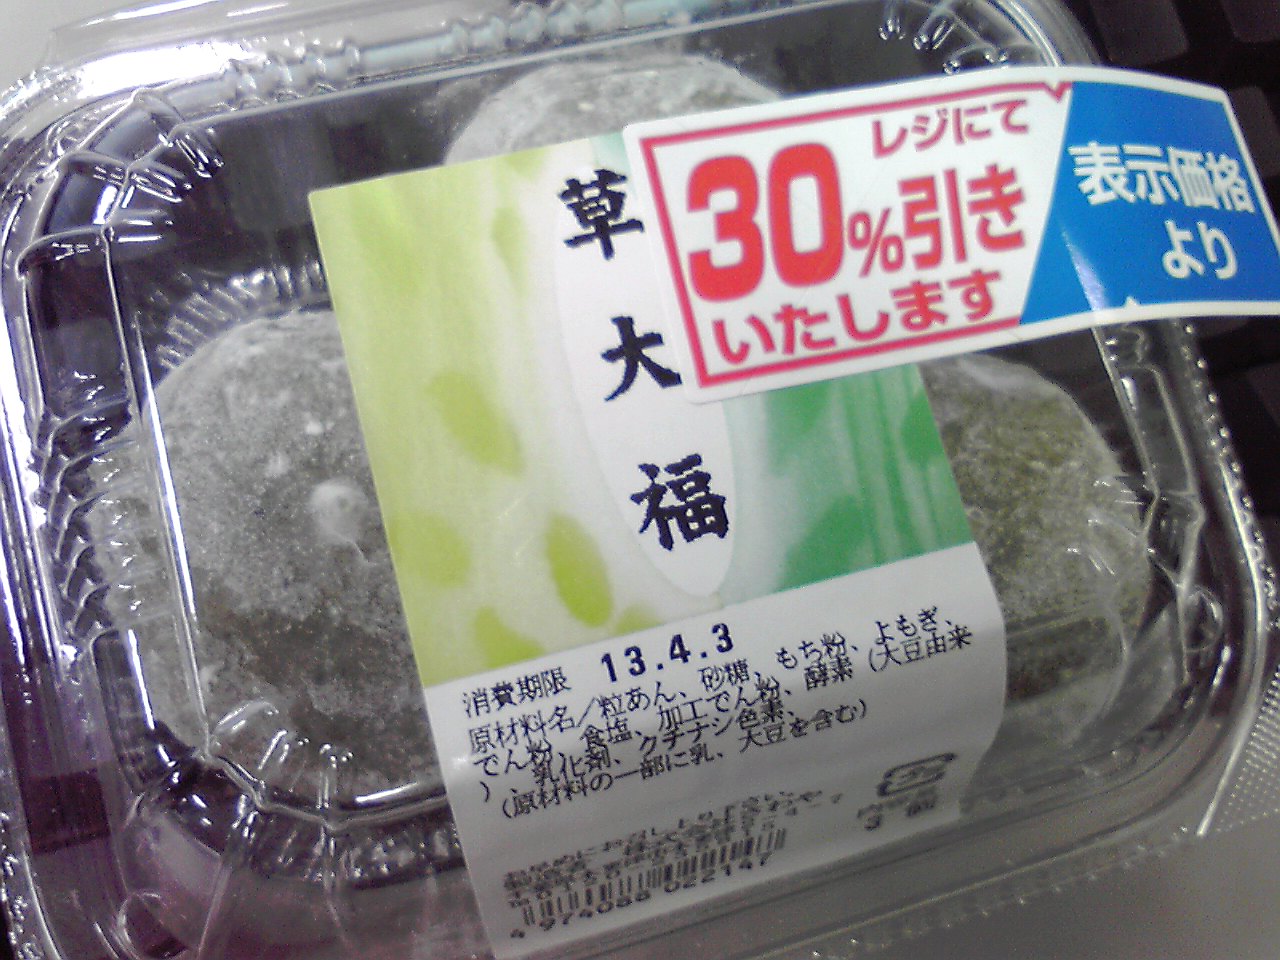 草大福
レジにて
30%引き
いたします
表示価格
より
消費期限 13.4.3
原材料名/粒あん、砂糖、もち粉、よもぎ、
でん粉、食塩、加工でん粉、酵素(大豆由来
)、乳化剤、クチナシ色素、
(原材料の一部に乳、大豆を含む)